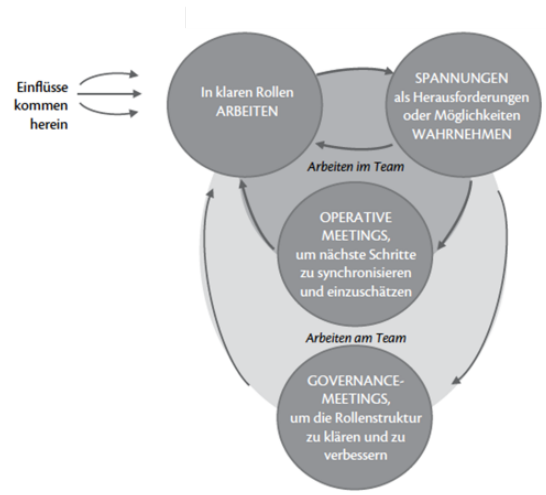 Einflüsse
kommen
herein
In klaren Rollen
ARBEITEN
SPANNUNGEN
als Herausforderungen
oder Möglichkeiten
WAHRNEHMEN
Arbeiten im Team
OPERATIVE
MEETINGS,
um nächste Schritte
zu synchronisieren
und einzuschätzen
Arbeiten am Team
GOVERNANCE-
MEETINGS,
um die Rollenstruktur
zu klären und zu
verbessern